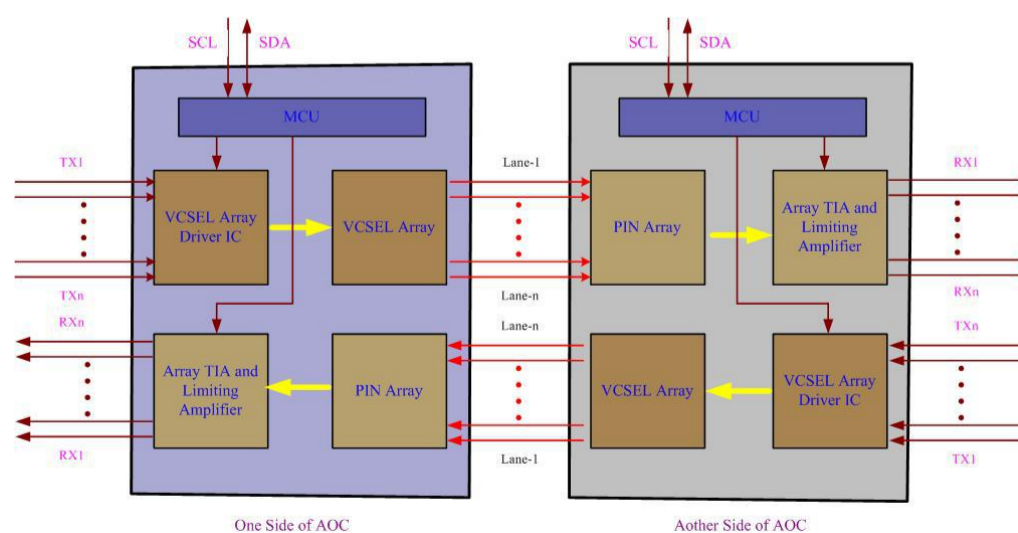 SCL
SDA
SCL
SDA
MCU
MCU
TX1
Lane-1
RX1
VCSEL Array
Driver IC
VCSEL Array
PIN Array
Array TIA and
Limiting
Amplifier
TXn
Lane-n
RXn
RXn
Lane-n
TXn
Array TIA and
Limiting
Amplifier
PIN Array
VCSEL Array
VCSEL Array
Driver IC
RX1
Lane-1
TX1
One Side of AOC
Aother Side of AOC